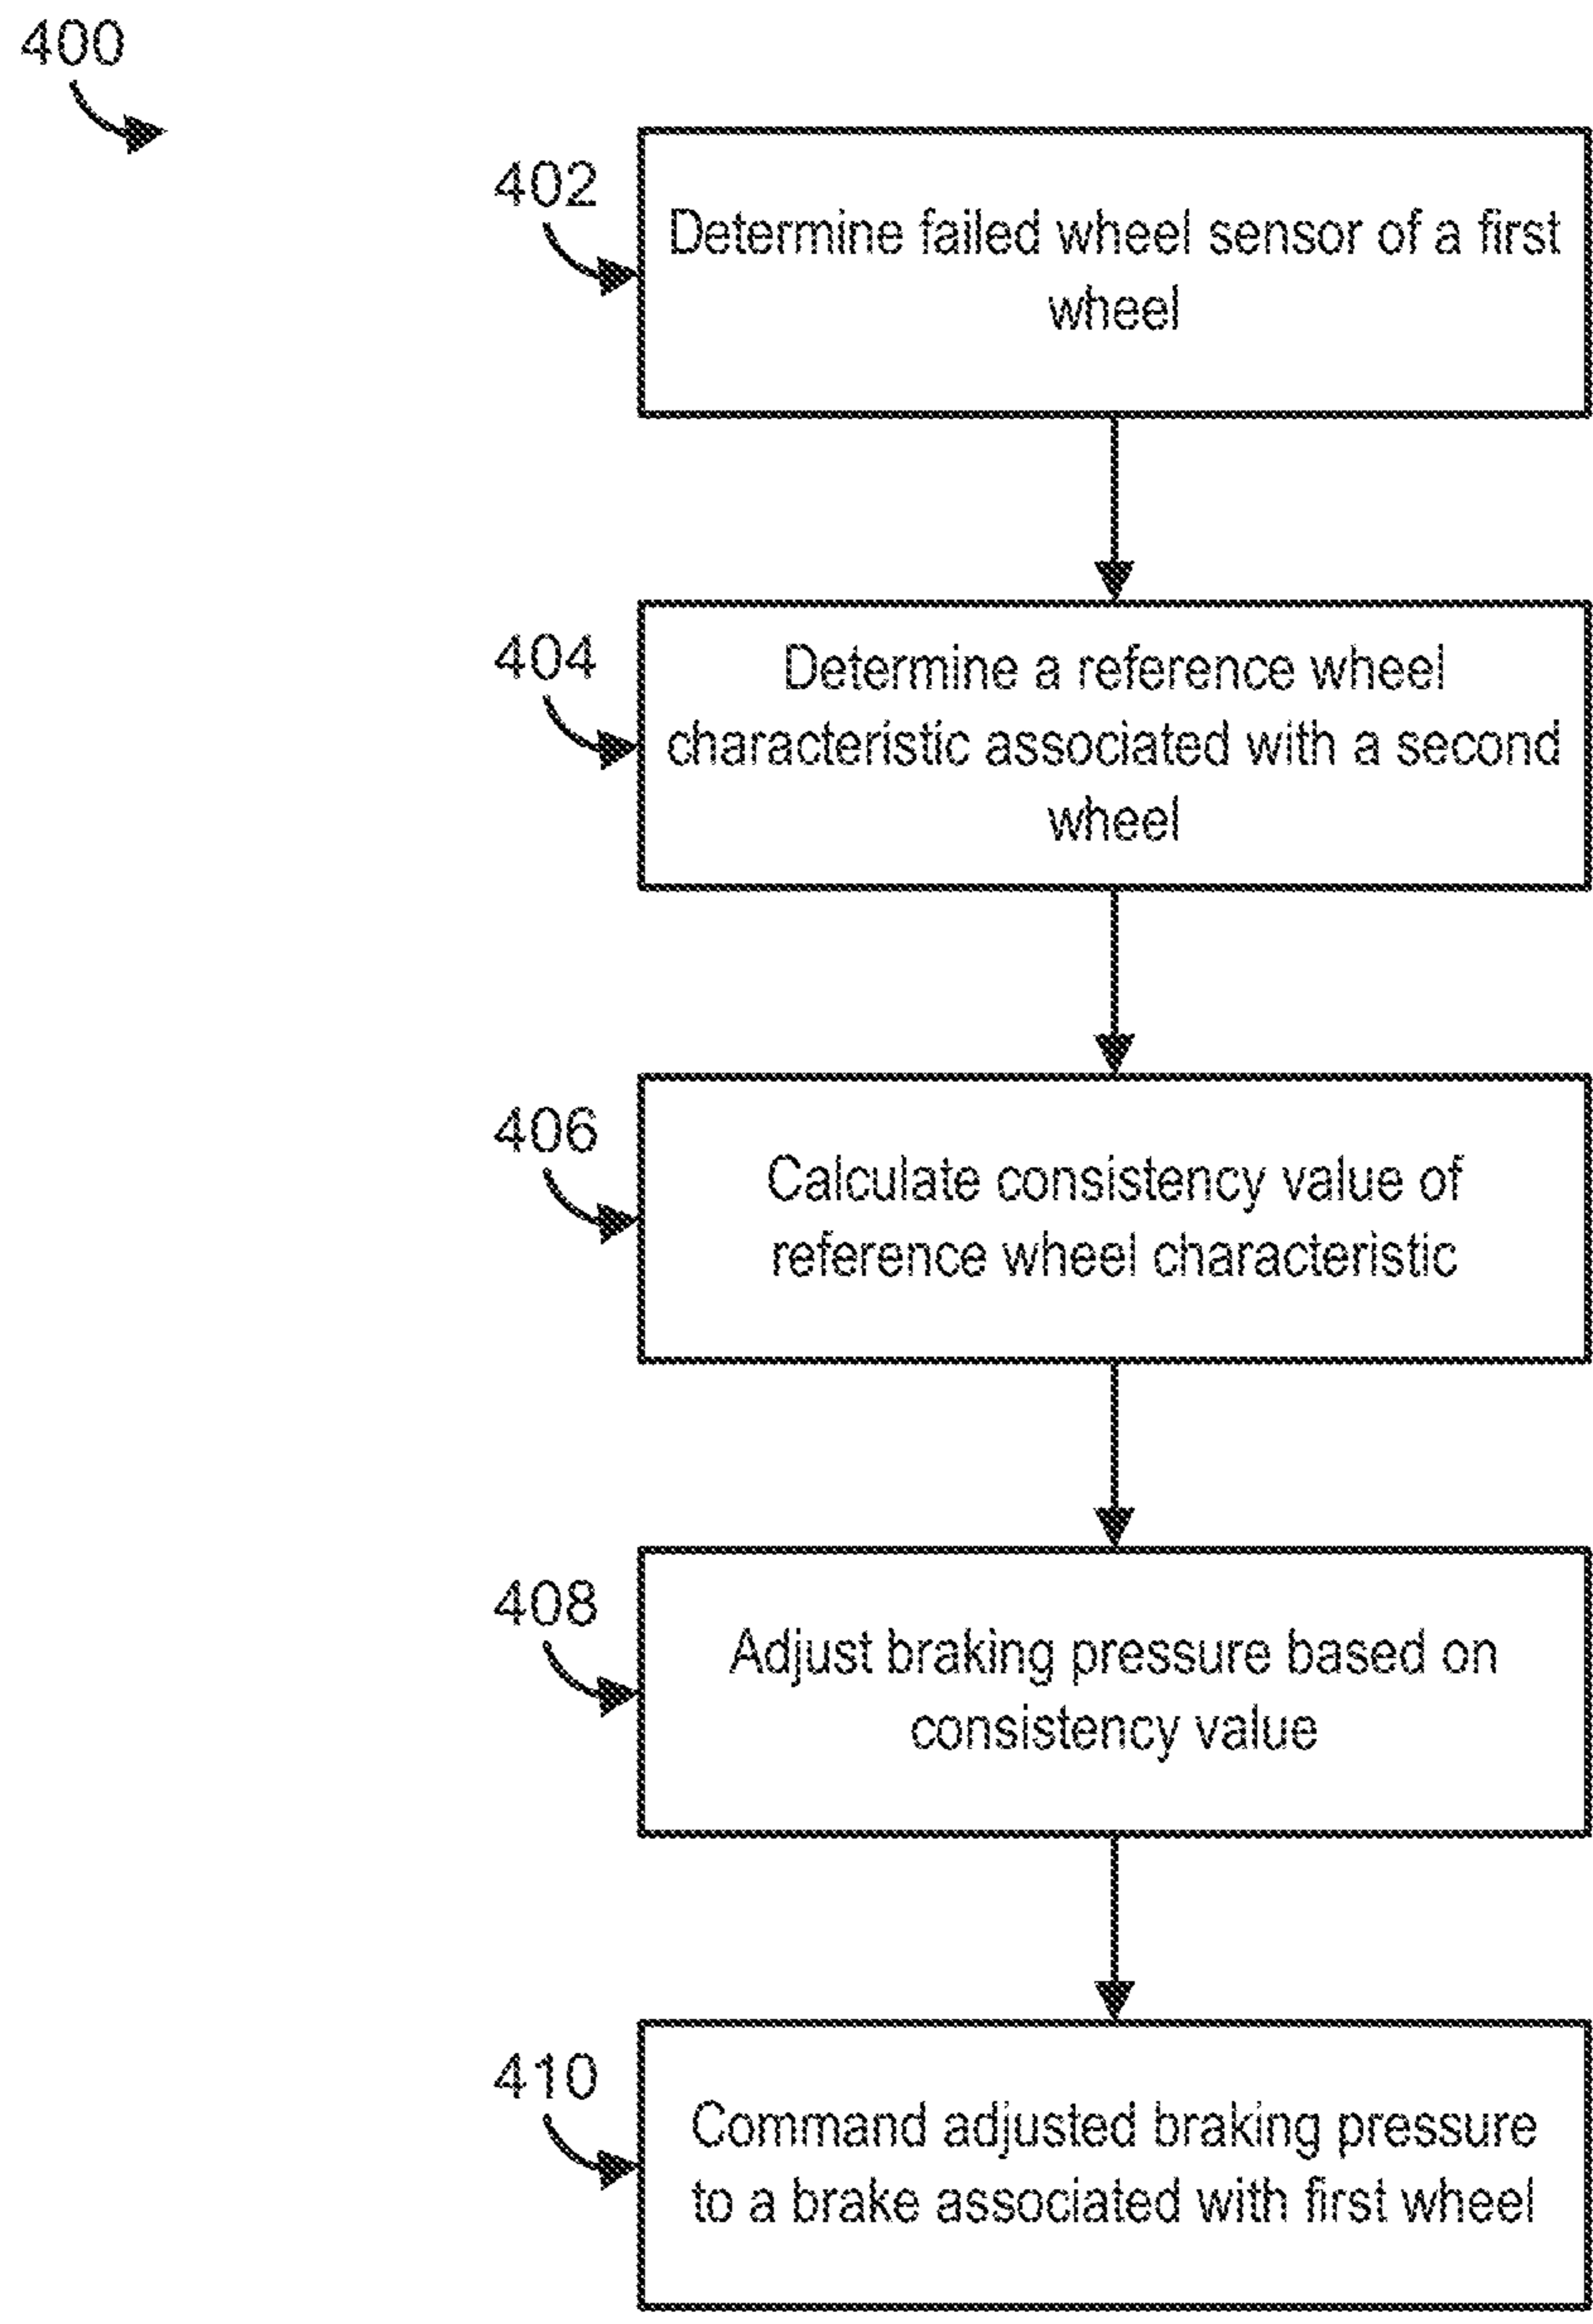 400
402
Determine failed wheel sensor of a first
wheel
404
Determine a reference wheel
characteristic associated with a second
wheel
406
Calculate consistency value of
reference wheel characteristic
408
Adjust braking pressure based on
consistency value
410
Command adjusted braking pressure
to a brake associated with first wheel